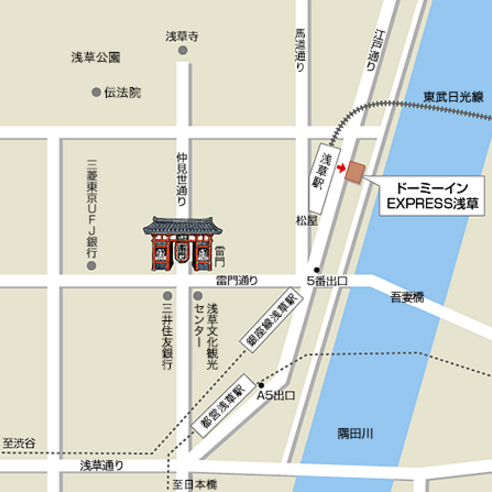 浅草寺
馬道通り
江戸通り
浅草公園
伝法院
東武日光線
仲見世通り
浅草駅
三菱東京UFJ銀行
ドーミーイン
EXPRESS浅草
松屋
雷門
雷門通り
5番出口
吾妻橋
銀座線浅草駅
三井住友銀行
浅草文化観光
センター
都営浅草駅
A5出口
隅田川
至渋谷
浅草通り
至日本橋